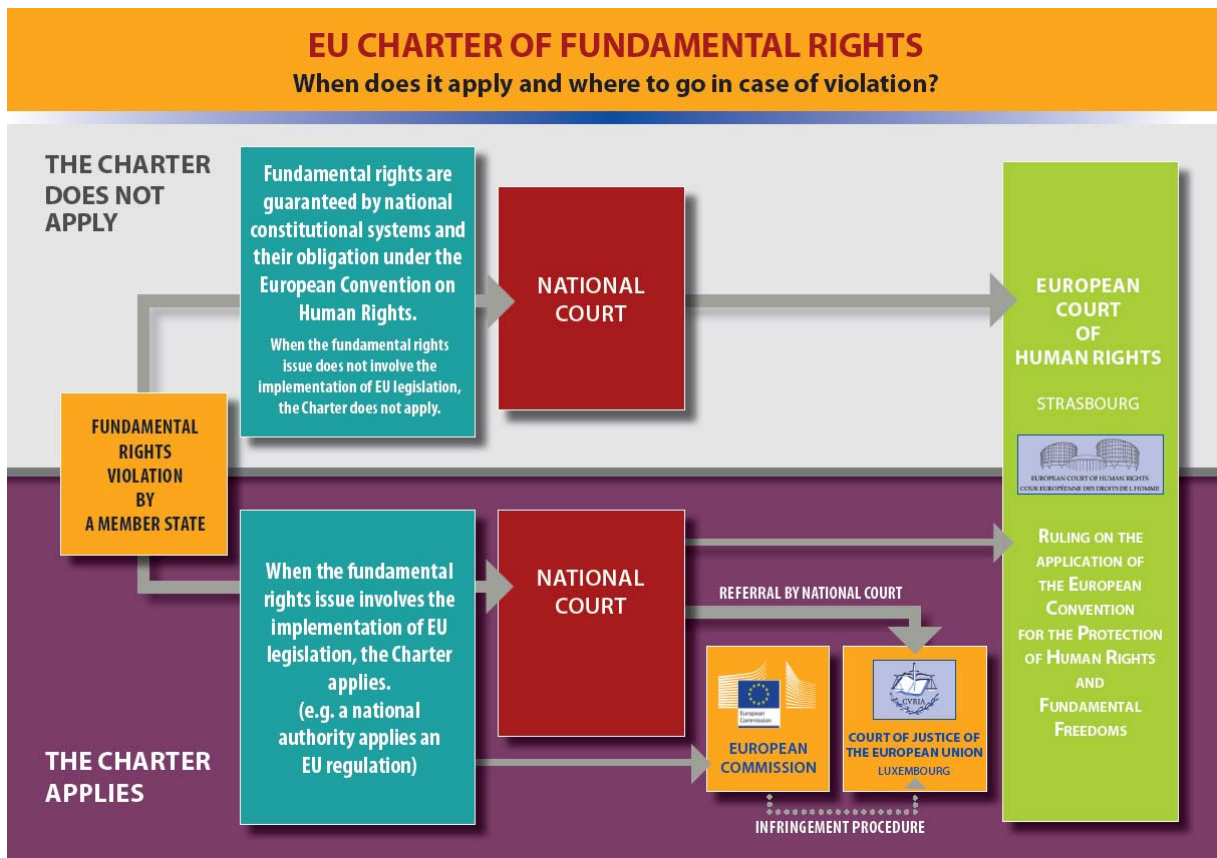 EU CHARTER OF FUNDAMENTAL RIGHTS
When does it apply and where to go in case of violation?
THE CHARTER
DOES NOT
APPLY
Fundamental rights are
guaranteed by national
constitutional systems and
their obligation under the
European Convention on
Human Rights.
When the fundamental rights
issue does not involve the
implementation of EU legislation,
the Charter does not apply.
NATIONAL
COURT
EUROPEAN
COURT
OF
HUMAN RIGHTS
STRASBOURG
EUROPEAN COURT OF HUMAN RIGHTS
COUR EUROPÉENNE DES DROITS DE L'HOMME
RULING ON THE
APPLICATION OF
THE EUROPEAN
CONVENTION
FOR THE PROTECTION
OF HUMAN RIGHTS
AND
FUNDAMENTAL
FREEDOMS
FUNDAMENTAL
RIGHTS
VIOLATION
BY
A MEMBER STATE
When the fundamental
rights issue involves the
implementation of EU
legislation, the Charter
applies.
(e.g. a national
authority applies an
EU regulation)
NATIONAL
COURT
REFERRAL BY NATIONAL COURT
European
Commission
EUROPEAN
COMMISSION
CVRIA
COURT OF JUSTICE OF
THE EUROPEAN UNION
LUXEMBOURG
INFRINGEMENT PROCEDURE
THE CHARTER
APPLIES